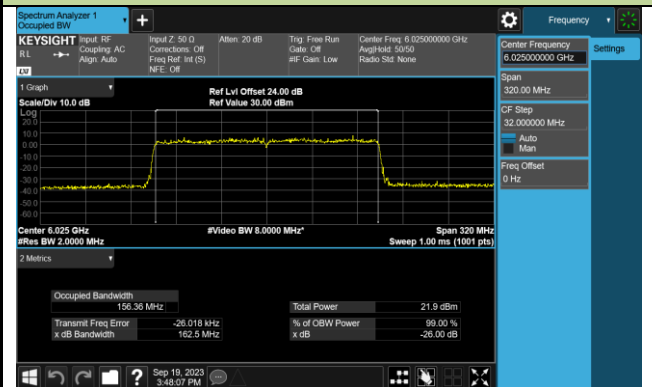 Spectrum Analyzer 1
Occupied BW
Frequency
KEYSIGHT
Input: RF
Coupling: AC
Align: Auto
Input Z: 50 Ω
Corrections: Off
Freq Ref: Int (S)
NFE: Off
Atten: 20 dB
Trig: Free Run
Gate: Off
#IF Gain: Low
Center Freq: 6.025000000 GHz
Avg|Hold: 50/50
Radio Std: None
R L
LXI
Center Frequency
6.025000000 GHz
Settings
Span
320.00 MHz
CF Step
32.000000 MHz
Auto
Man
Freq Offset
0 Hz
1 Graph
Scale/Div 10.0 dB
Ref Lvl Offset 24.00 dB
Ref Value 30.00 dBm
Log
20.0
10.0
0.00
-10.0
-20.0
-30.0
-40.0
-50.0
-60.0
Center 6.025 GHz
#Video BW 8.0000 MHz*
Span 320 MHz
#Res BW 2.0000 MHz
Sweep 1.00 ms (1001 pts)
2 Metrics
Occupied Bandwidth
156.36 MHz
Total Power
21.9 dBm
Transmit Freq Error
-26.018 kHz
% of OBW Power
99.00 %
x dB Bandwidth
162.5 MHz
x dB
-26.00 dB
Sep 19, 2023
3:48:07 PM